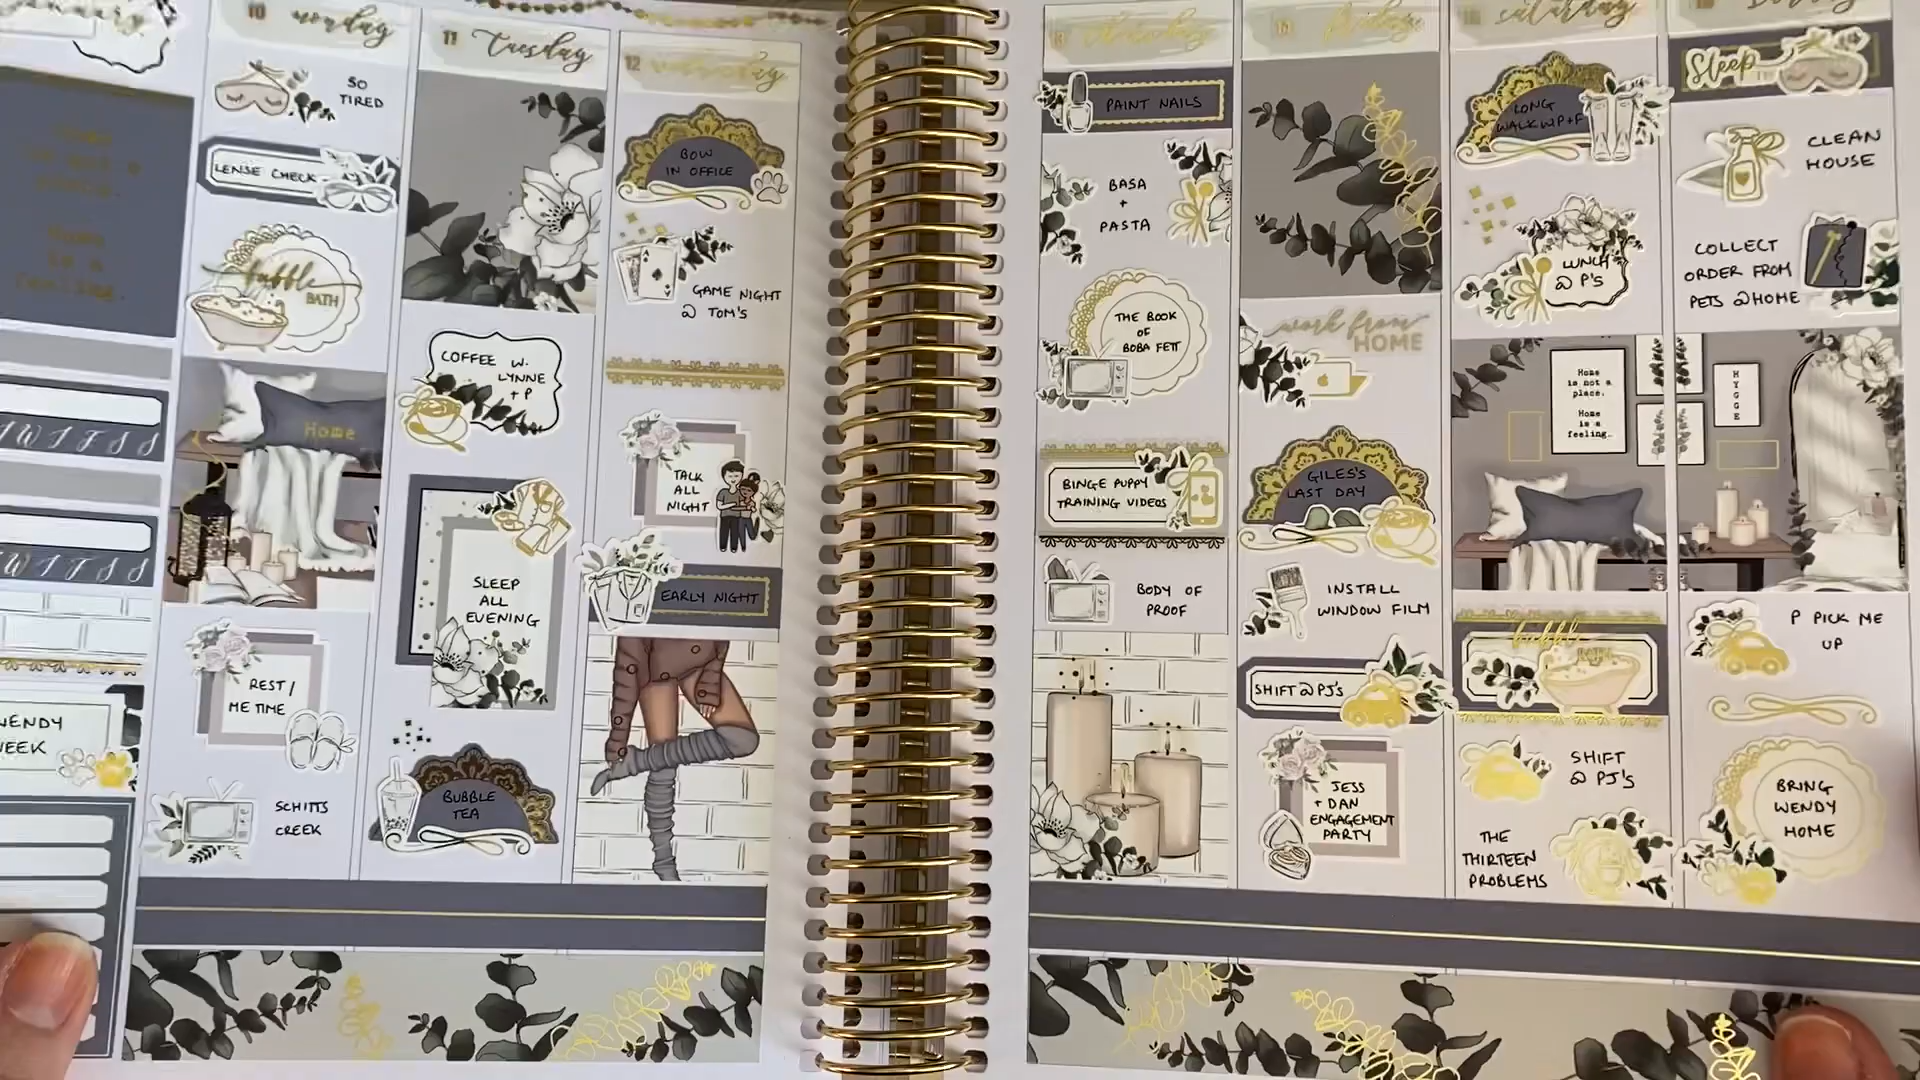 10 monday
SO
TIRED
LENSE CHECK
bubble
BATH
Home
REST/
ME TIME
SCHITTS
CREEK
WENDY
WEEK
11 Tuesday
COFFEE W.
LYNNE
+ P
SLEEP
ALL
EVENING
BUBBLE
TEA
12 wednesday
BOW
IN OFFICE
GAME NIGHT
@ TOM'S
TALK
ALL
NIGHT
EARLY NIGHT
thursday
PAINT NAILS
BASA
+
PASTA
THE BOOK
OF
BOBA FETT
BINGE PUPPY
TRAINING VIDEOS
BODY OF
PROOF
friday
work from
HOME
GILES'S
LAST DAY
INSTALL
WINDOW FILM
SHIFT @ PJ'S
JESS
+ DAN
ENGAGEMENT
PARTY
saturday
LONG
WALK W P+F
LUNCH
@ P'S
Home
is not a
place.
Home
is a
feeling.
bubble
SHIFT
@ PJ'S
THE
THIRTEEN
PROBLEMS
Sleep
CLEAN
HOUSE
COLLECT
ORDER FROM
PETS @ HOME
HYGGE
P PICK ME
UP
BRING
WENDY
HOME